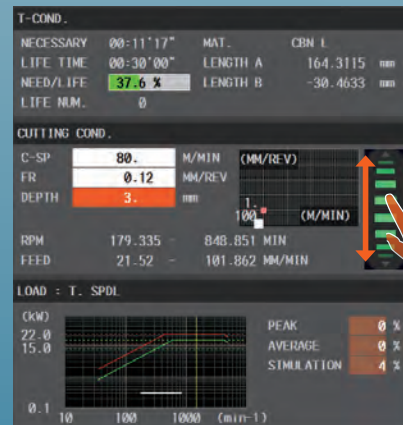 T-COND.
NECESSARY 00:11'17" MAT. CBN L
LIFE TIME 00:30'00" LENGTH A 164.3115 mm
NEED/LIFE 37.6 % LENGTH B -30.4633 mm
LIFE NUM. 0
CUTTING COND.
C-SP 80. M/MIN (MM/REV)
FR 0.12 MM/REV
DEPTH 3. mm
1.
100 (M/MIN)
RPM 179.335 - 848.851 MIN
FEED 21.52 - 101.862 MM/MIN
LOAD : T. SPDL
(kW)
22.0
15.0
0.1
10 100 1000 (min-1)
PEAK 0 %
AVERAGE 0 %
SIMULATION 4 %